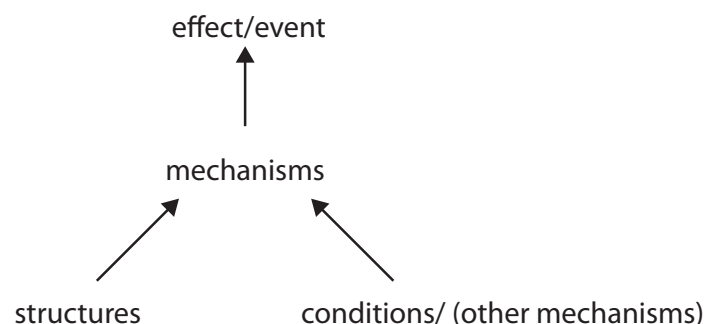 effect/event
mechanisms
structures
conditions/ (other mechanisms)